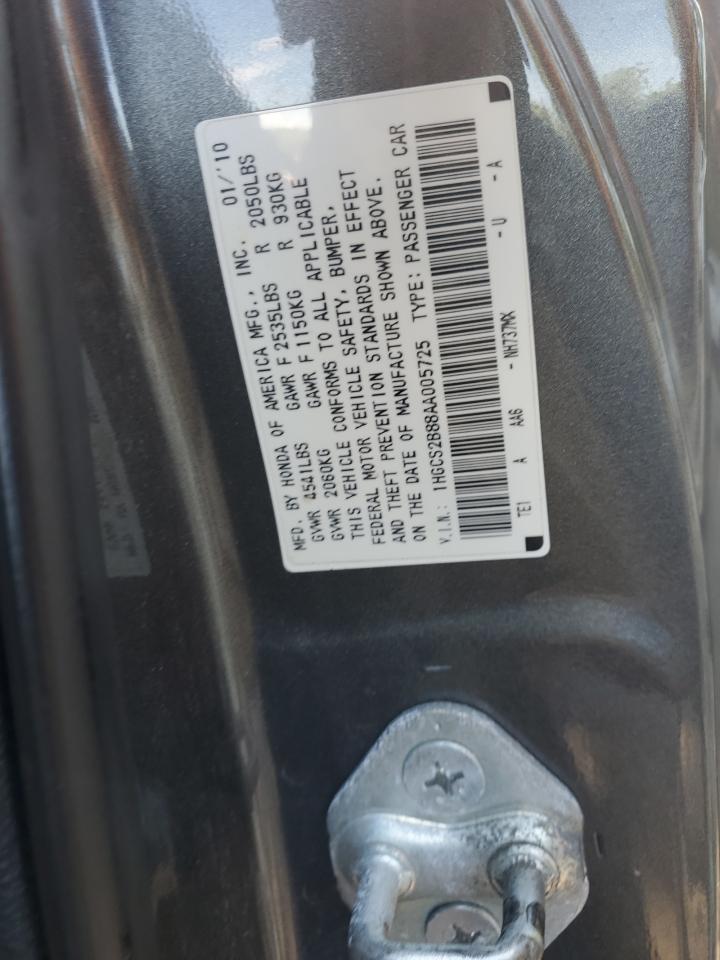 MFD. BY HONDA OF AMERICA MFG., INC. 01/'10
GVWR 4541LBS GAWR F 2535LBS R 2050LBS
GVWR 2060KG GAWR F 1150KG R 930KG
THIS VEHICLE CONFORMS TO ALL APPLICABLE
FEDERAL MOTOR VEHICLE SAFETY, BUMPER,
AND THEFT PREVENTION STANDARDS IN EFFECT
ON THE DATE OF MANUFACTURE SHOWN ABOVE.
V.I.N.: 1HGCS2B88AA005725 TYPE: PASSENGER CAR
TE1 A AA6 - NH737MX - U - A